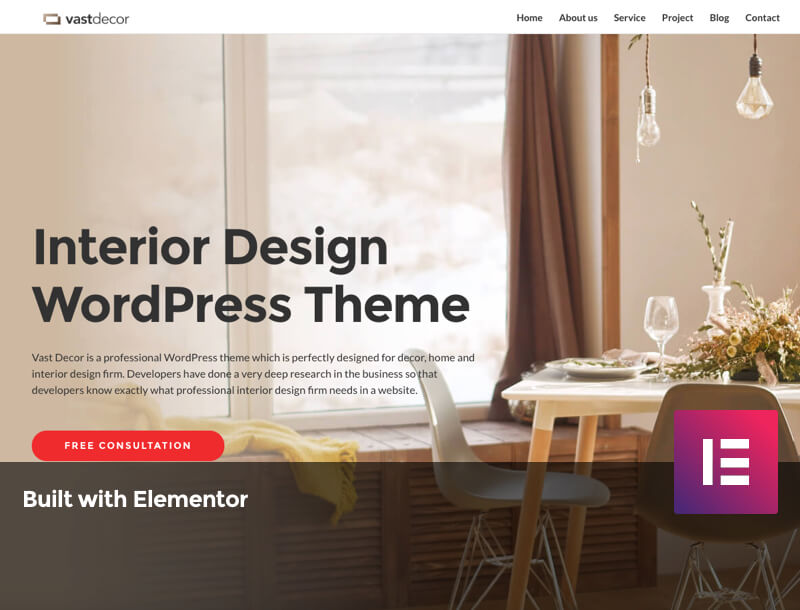 vastdecor
Home About us Service Project Blog Contact
Interior Design
WordPress Theme
Vast Decor is a professional WordPress theme which is perfectly designed for decor, home and
interior design firm. Developers have done a very deep research in the business so that
developers know exactly what professional interior design firm needs in a website.
FREE CONSULTATION
Built with Elementor